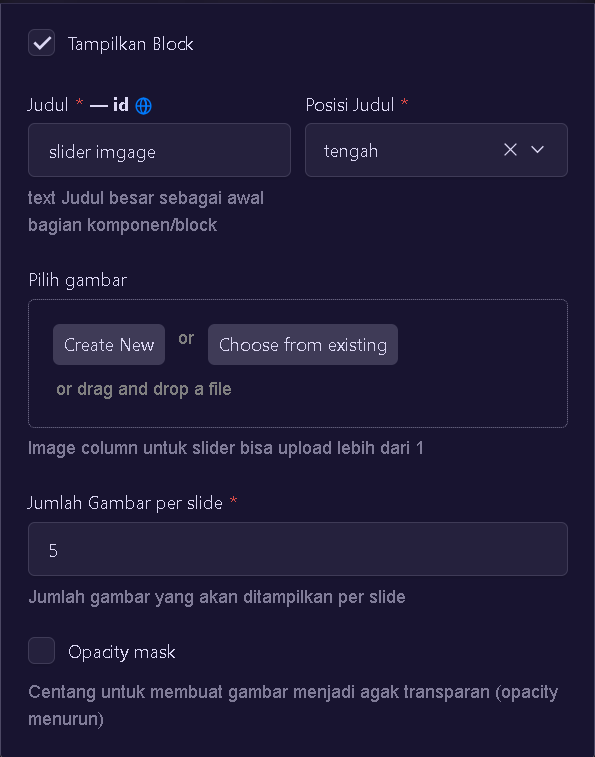 Tampilkan Block
Judul * — id
Posisi Judul *
slider imgage
tengah
text Judul besar sebagai awal
bagian komponen/block
Pilih gambar
Create New or Choose from existing
or drag and drop a file
Image column untuk slider bisa upload lebih dari 1
Jumlah Gambar per slide *
5
Jumlah gambar yang akan ditampilkan per slide
Opacity mask
Centang untuk membuat gambar menjadi agak transparan (opacity
menurun)